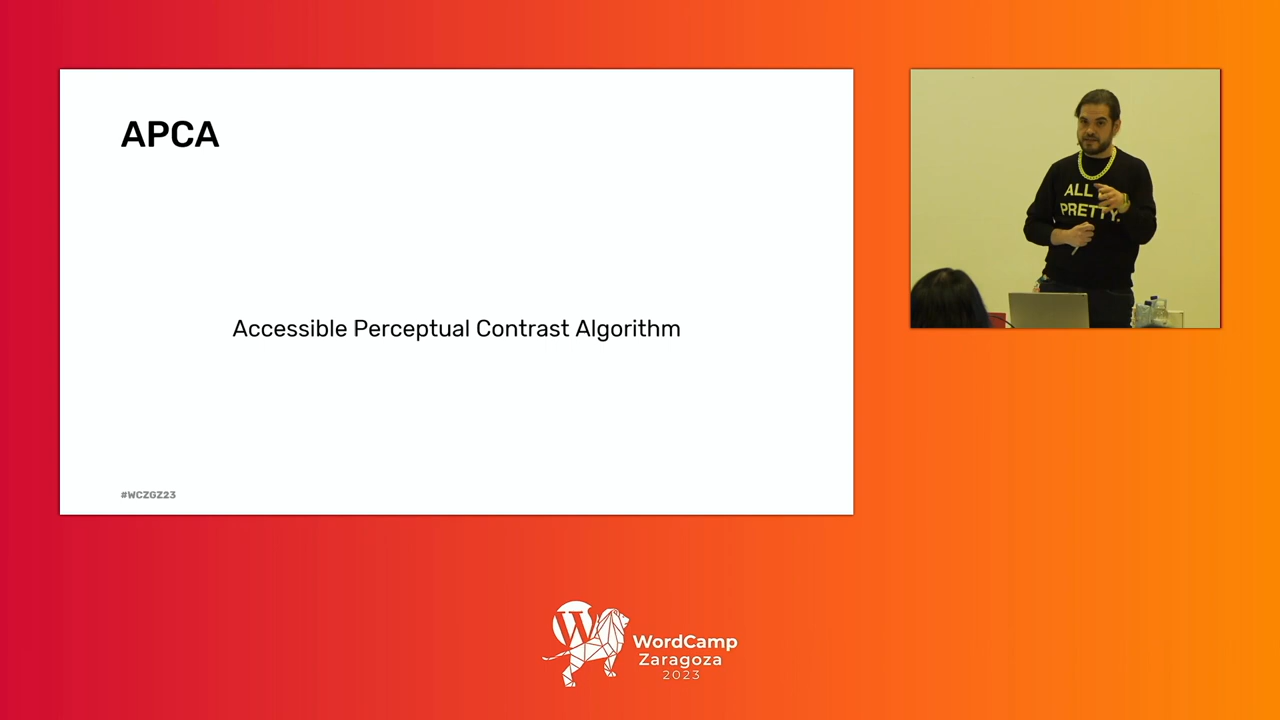 APCA
Accessible Perceptual Contrast Algorithm
#WCZGZ23
ALL
PRETTY.
WordCamp
Zaragoza
2023